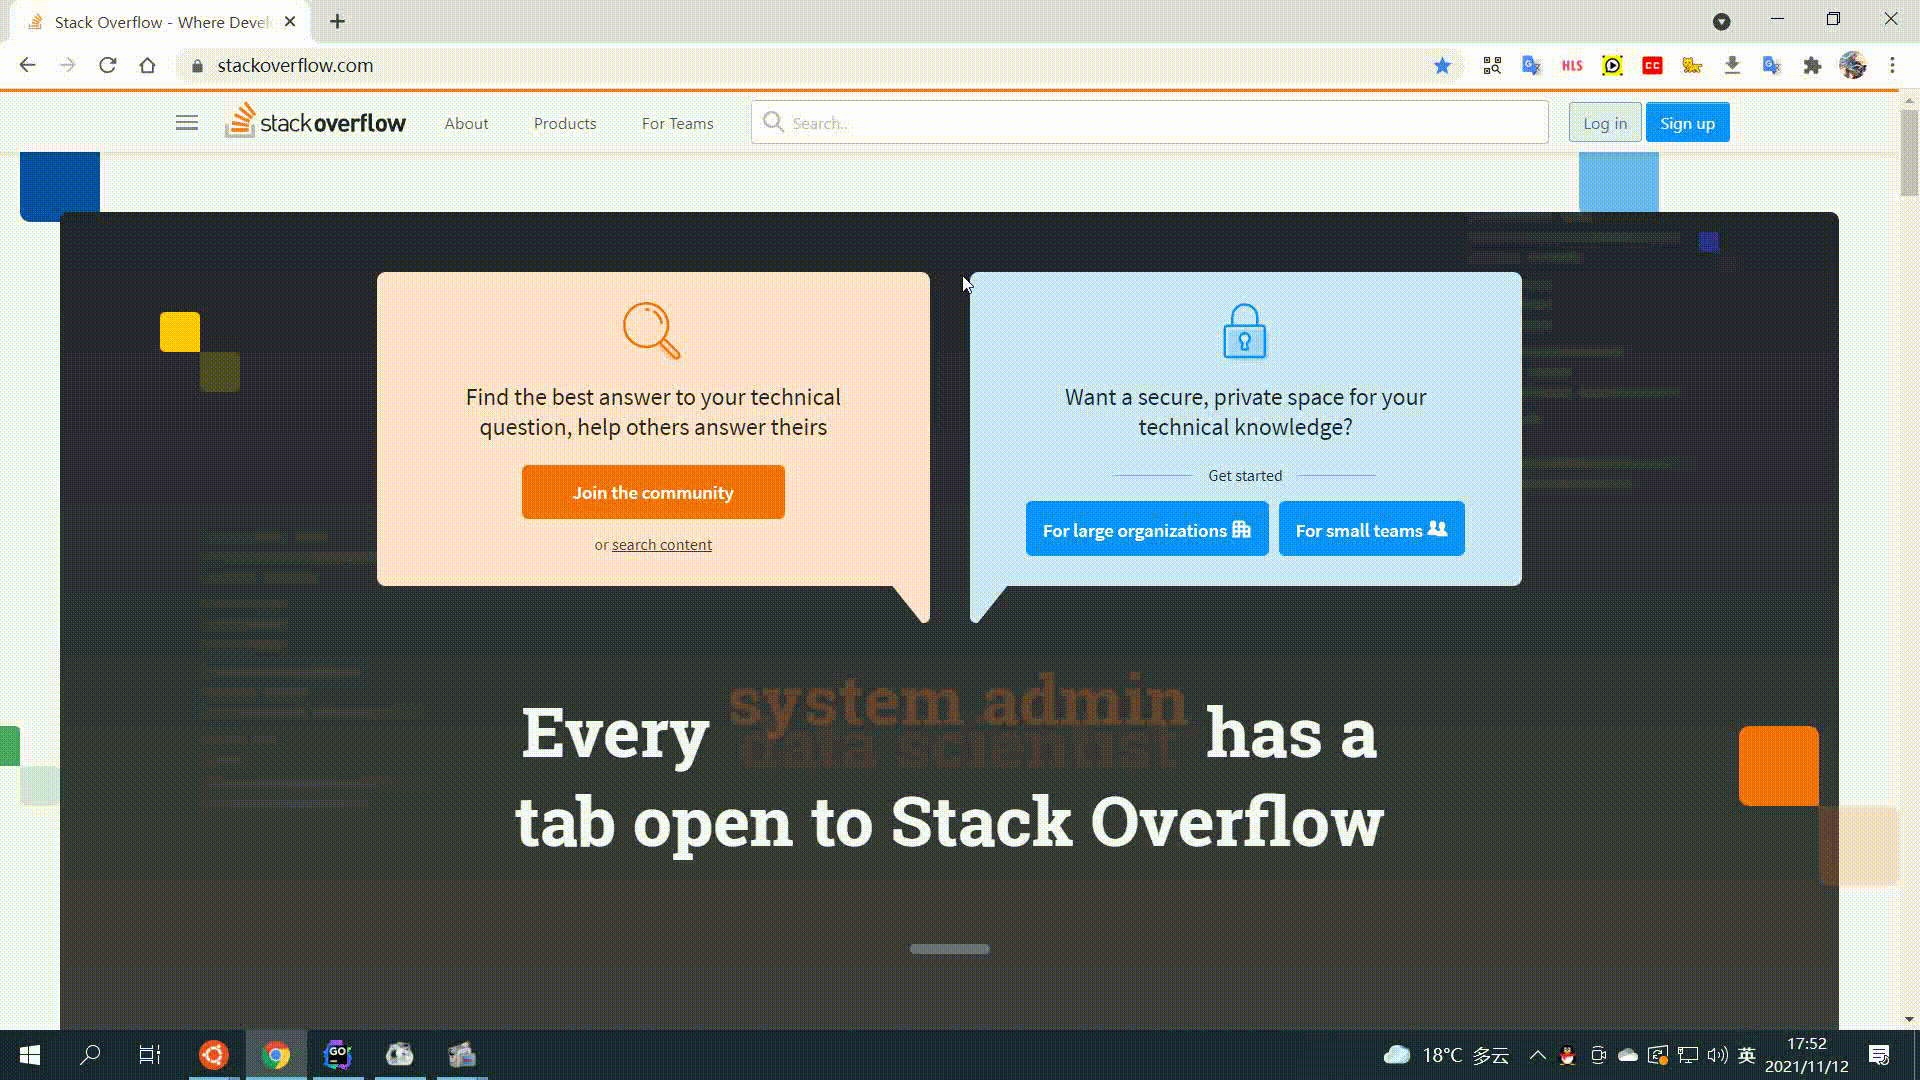 Stack Overflow - Where Devel
stackoverflow.com
HLS
CC
stackoverflow
About
Products
For Teams
Search..
Log in
Sign up
Find the best answer to your technical
question, help others answer theirs
Join the community
or search content
Want a secure, private space for your
technical knowledge?
Get started
For large organizations
For small teams
Every system admin has a
data scientist
tab open to Stack Overflow
GO
18°C 多云
英
17:52
2021/11/12